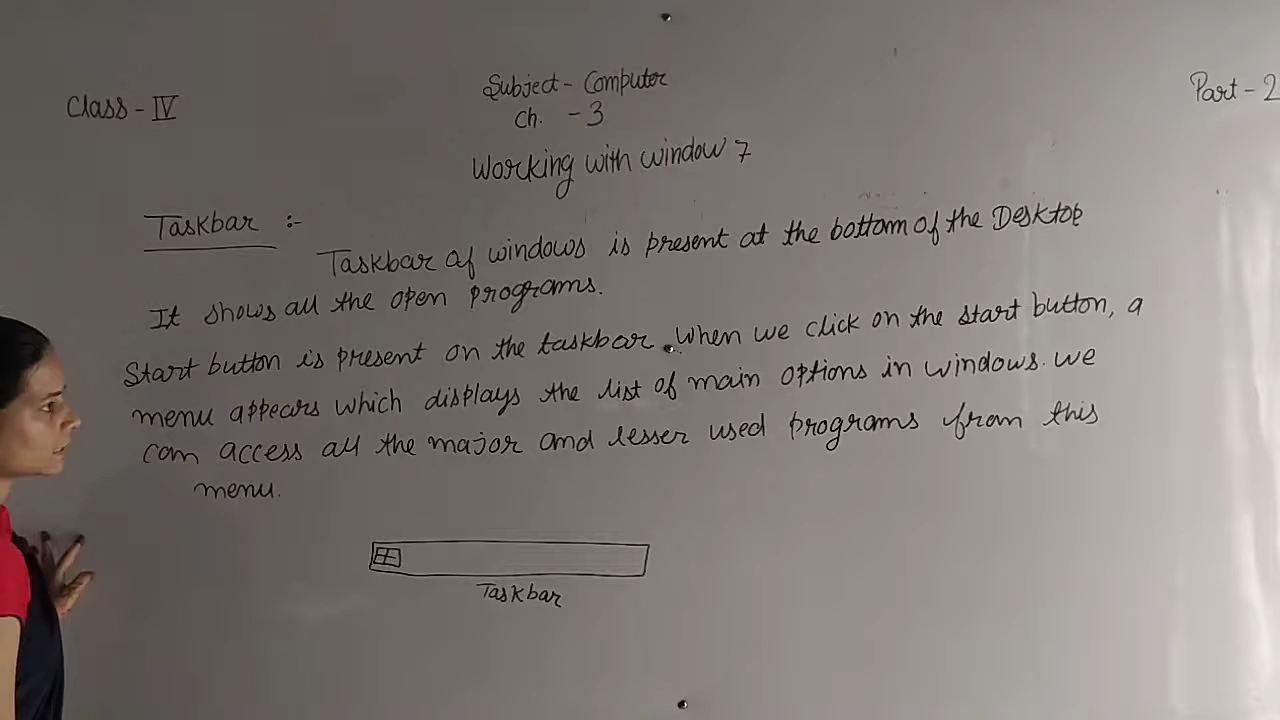 Class - IV
Subject - Computer
Part - 2
Ch. - 3
Working with window 7
Taskbar :-
Taskbar of windows is present at the bottom of the Desktop
It shows all the open programs.
Start button is present on the taskbar. When we click on the start button, a
menu appears which displays the list of main options in windows. We
can access all the major and lesser used programs from this
menu.
Taskbar